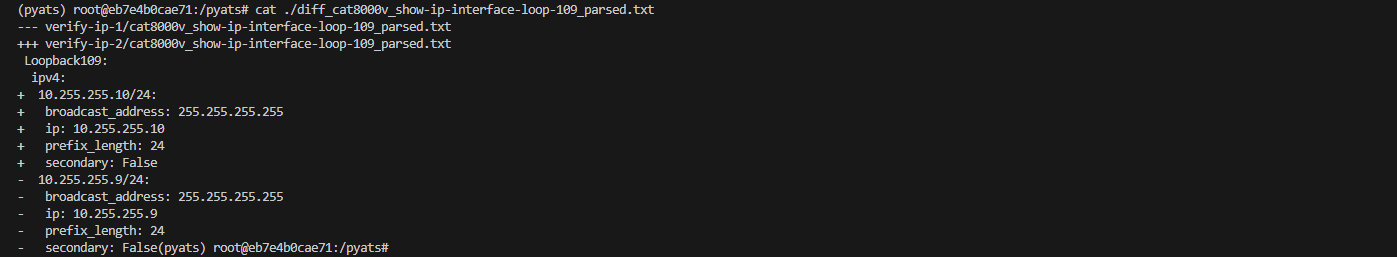 (pyats) root@eb7e4b0cae71:/pyats# cat ./diff_cat8000v_show-ip-interface-loop-109_parsed.txt
--- verify-ip-1/cat8000v_show-ip-interface-loop-109_parsed.txt
+++ verify-ip-2/cat8000v_show-ip-interface-loop-109_parsed.txt
 Loopback109:
  ipv4:
+  10.255.255.10/24:
+   broadcast_address: 255.255.255.255
+   ip: 10.255.255.10
+   prefix_length: 24
+   secondary: False
-  10.255.255.9/24:
-   broadcast_address: 255.255.255.255
-   ip: 10.255.255.9
-   prefix_length: 24
-   secondary: False(pyats) root@eb7e4b0cae71:/pyats#